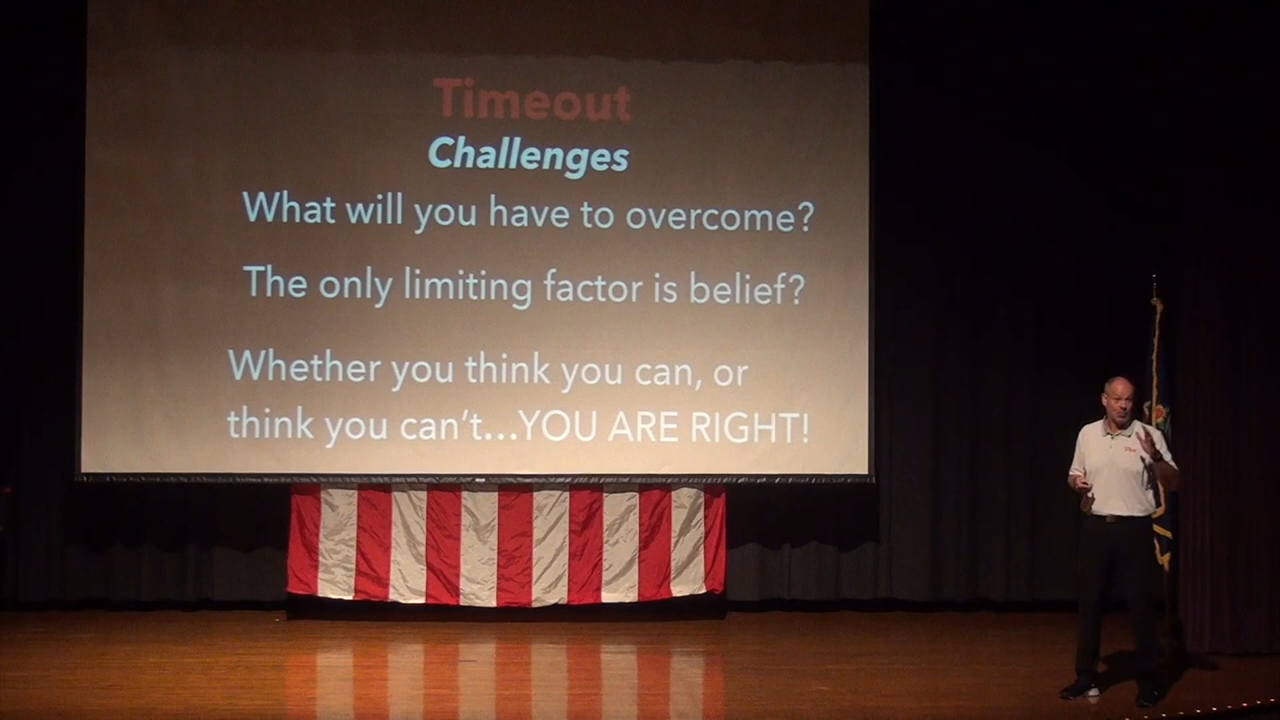 Timeout
Challenges
What will you have to overcome?
The only limiting factor is belief?
Whether you think you can, or
think you can't...YOU ARE RIGHT!